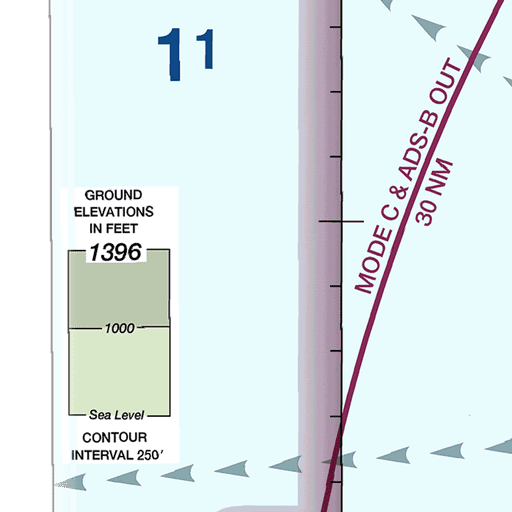 11
MODE C & ADS-B OUT
30 NM
GROUND
ELEVATIONS
IN FEET
1396
1000
Sea Level
CONTOUR
INTERVAL 250'